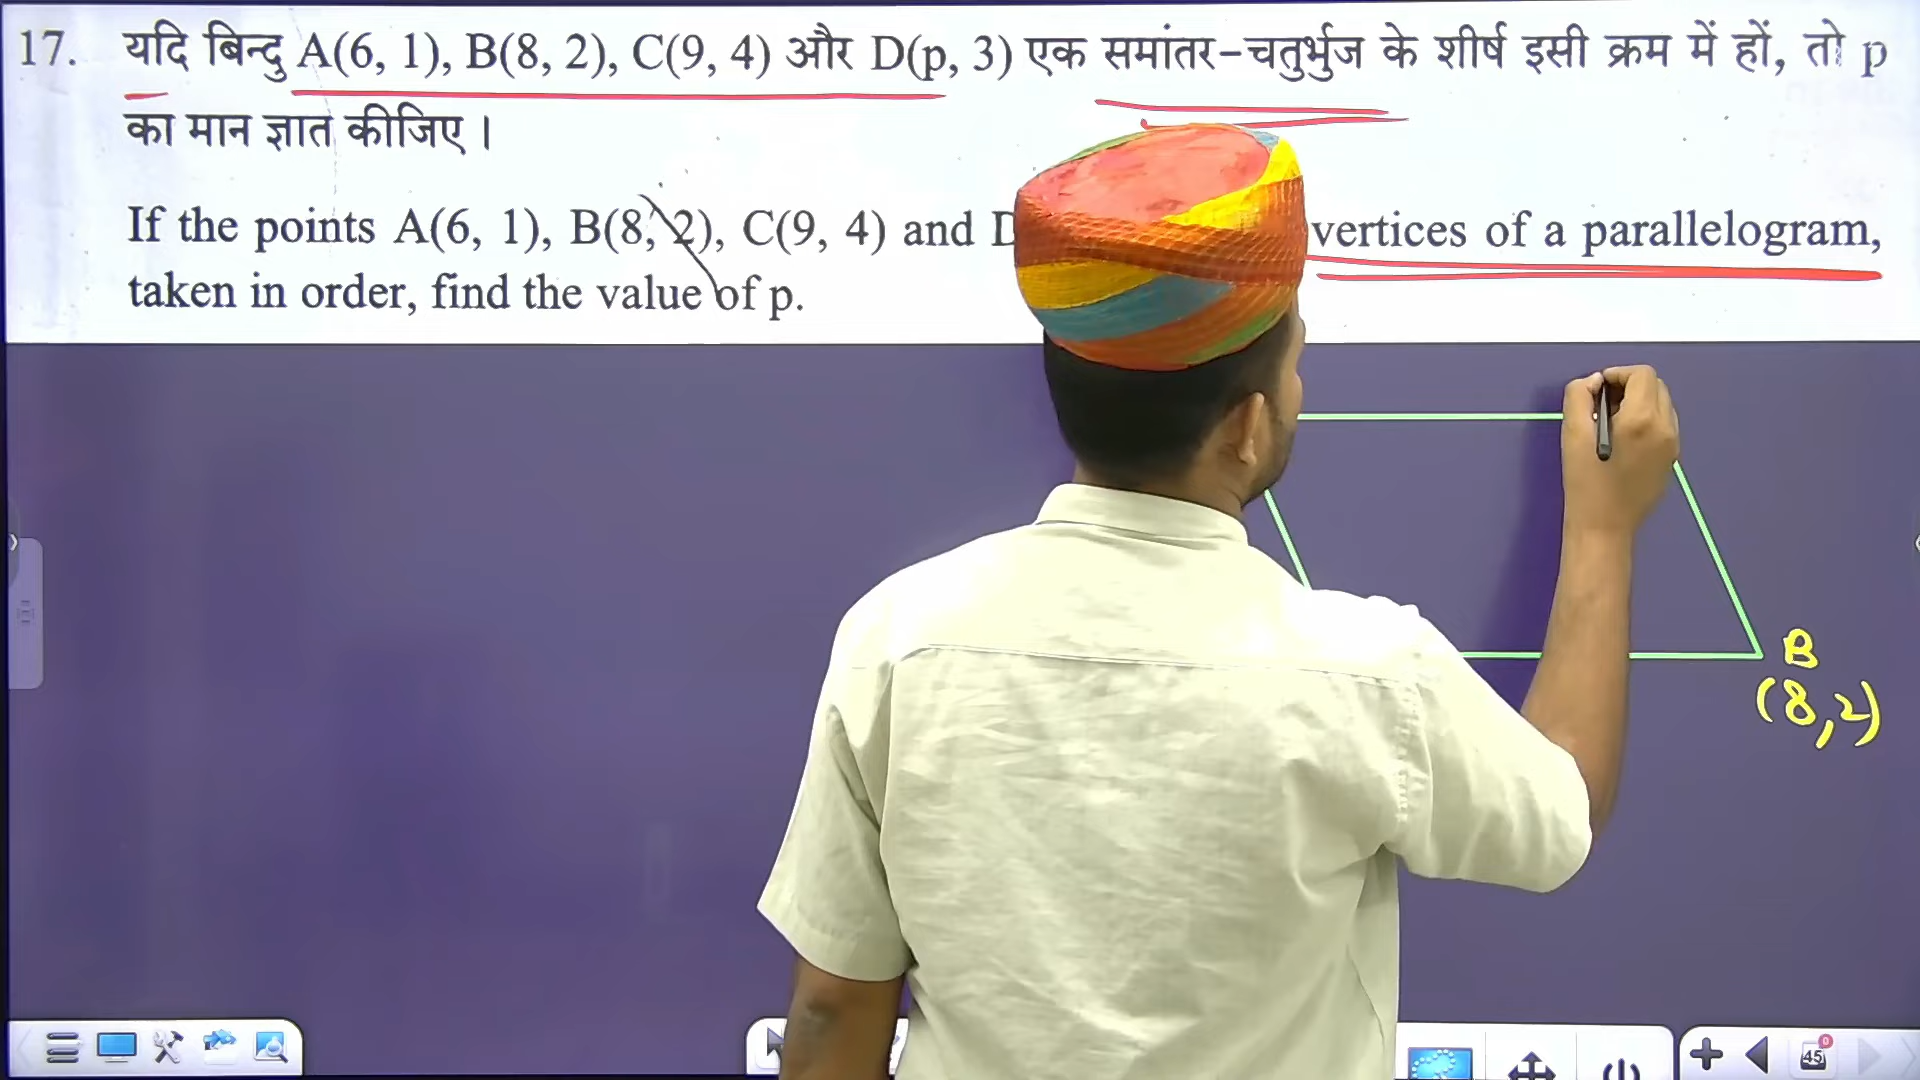 17. यदि बिन्दु A(6, 1), B(8, 2), C(9, 4) और D(p, 3) एक समांतर-चतुर्भुज के शीर्ष इसी क्रम में हों, तो p
का मान ज्ञात कीजिए ।
If the points A(6, 1), B(8, 2), C(9, 4) and D vertices of a parallelogram,
taken in order, find the value of p.
B
(8,2)
45
0